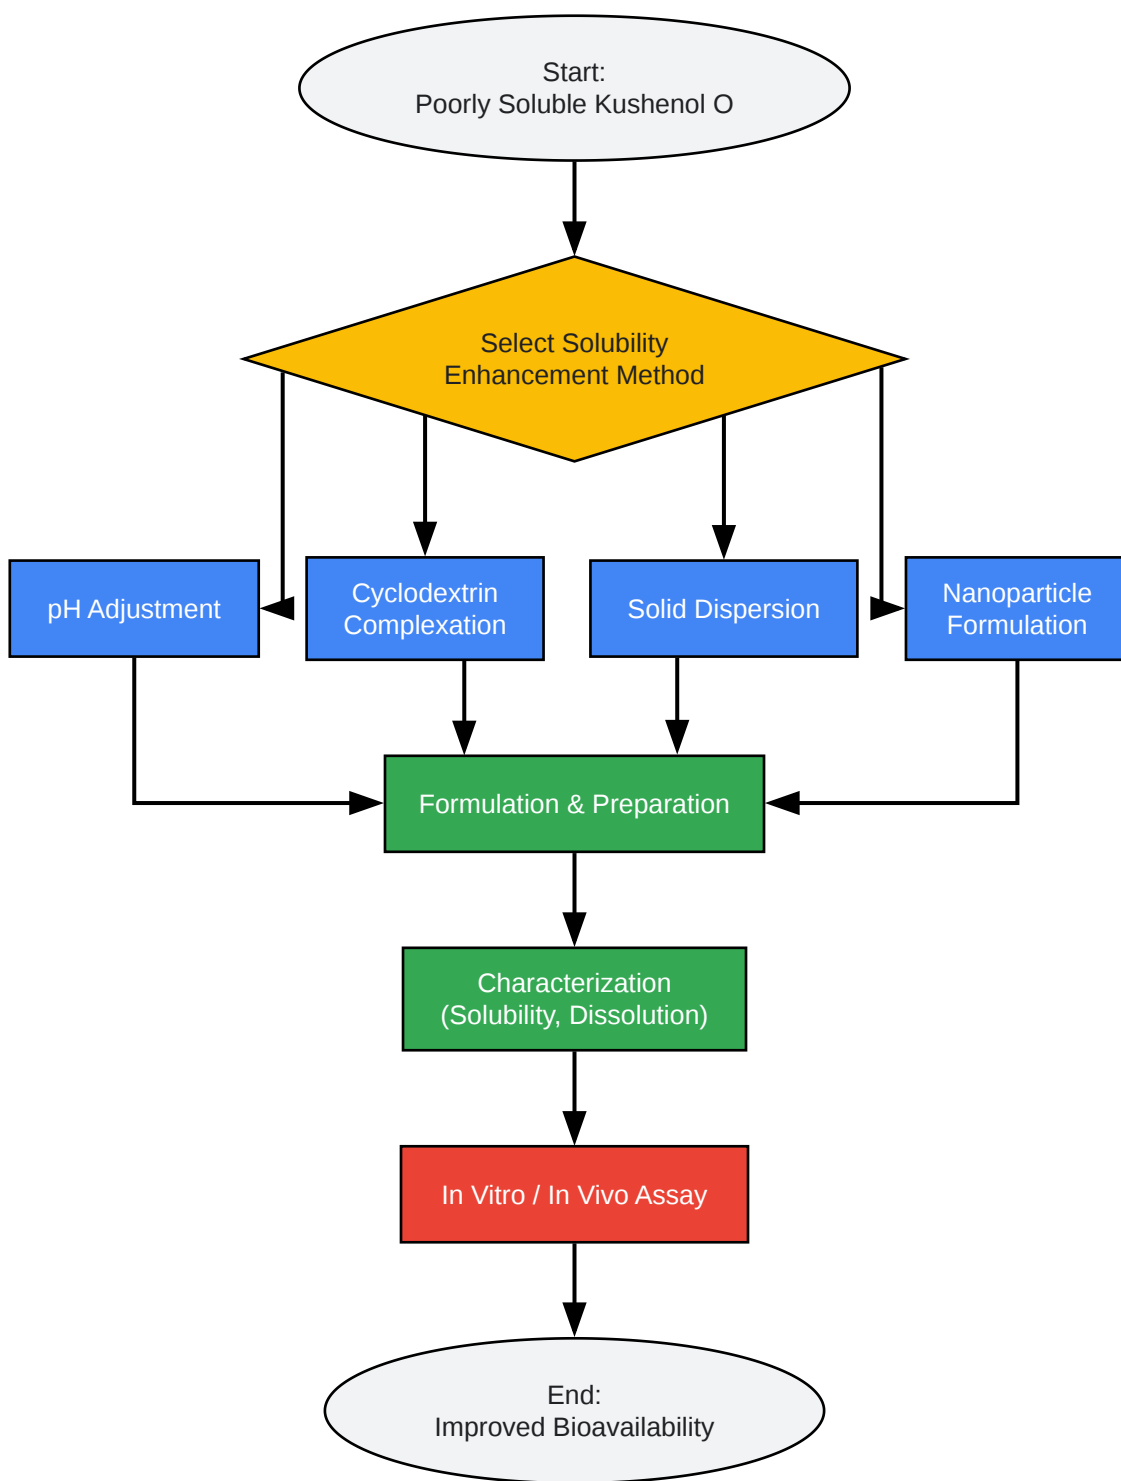 Start:
Poorly Soluble Kushenol O
Select Solubility
Enhancement Method
pH Adjustment
Cyclodextrin
Complexation
Solid Dispersion
Nanoparticle
Formulation
Formulation & Preparation
Characterization
(Solubility, Dissolution)
In Vitro / In Vivo Assay
End:
Improved Bioavailability